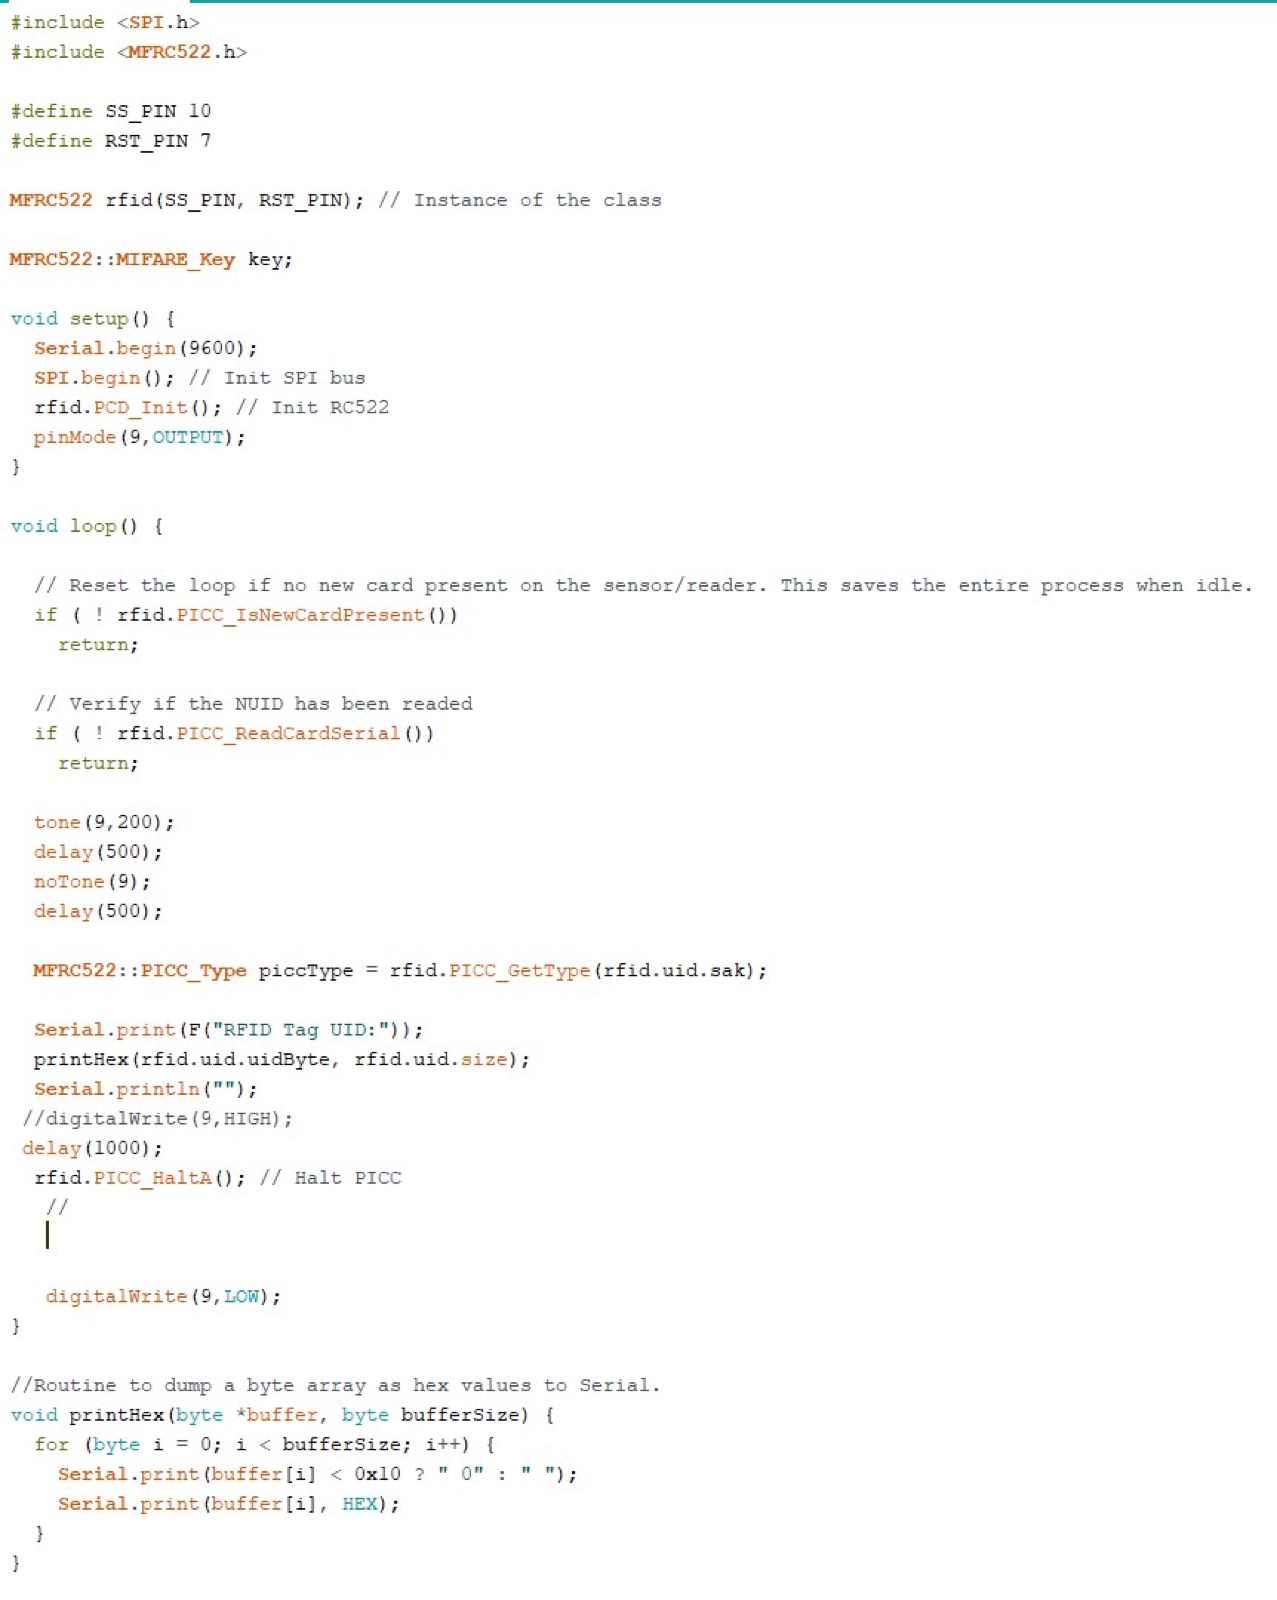 #include <SPI.h>
#include <MFRC522.h>
#define SS_PIN 10
#define RST_PIN 7
MFRC522 rfid(SS_PIN, RST_PIN); // Instance of the class
MFRC522::MIFARE_Key key;
void setup() {
  Serial.begin(9600);
  SPI.begin(); // Init SPI bus
  rfid.PCD_Init(); // Init RC522
  pinMode(9,OUTPUT);
}
void loop() {
  // Reset the loop if no new card present on the sensor/reader. This saves the entire process when idle.
  if ( ! rfid.PICC_IsNewCardPresent())
    return;
  // Verify if the NUID has been readed
  if ( ! rfid.PICC_ReadCardSerial())
    return;
  tone(9,200);
  delay(500);
  noTone(9);
  delay(500);
  MFRC522::PICC_Type piccType = rfid.PICC_GetType(rfid.uid.sak);
  Serial.print(F("RFID Tag UID:"));
  printHex(rfid.uid.uidByte, rfid.uid.size);
  Serial.println("");
 //digitalWrite(9,HIGH);
 delay(1000);
  rfid.PICC_HaltA(); // Halt PICC
   //
   digitalWrite(9,LOW);
}
//Routine to dump a byte array as hex values to Serial.
void printHex(byte *buffer, byte bufferSize) {
  for (byte i = 0; i < bufferSize; i++) {
    Serial.print(buffer[i] < 0x10 ? " 0" : " ");
    Serial.print(buffer[i], HEX);
  }
}